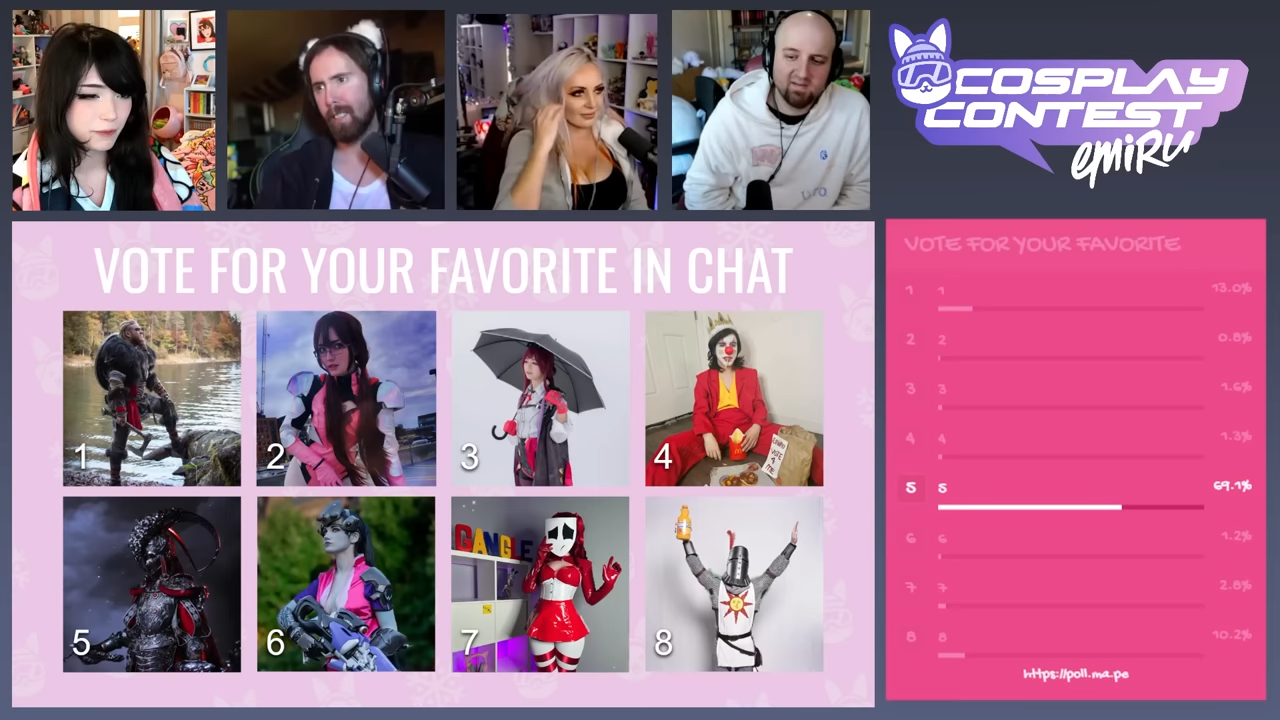 COSPLAY
CONTEST
emiru
VOTE FOR YOUR FAVORITE IN CHAT
1
2
3
4
CANGLE
5
6
7
8
VOTE FOR YOUR FAVORITE
1 1 13.0%
2 2 0.8%
3 3 1.6%
4 4 1.3%
5 5 69.1%
6 6 1.2%
7 7 2.8%
8 8 10.2%
https://poll.ma.pe